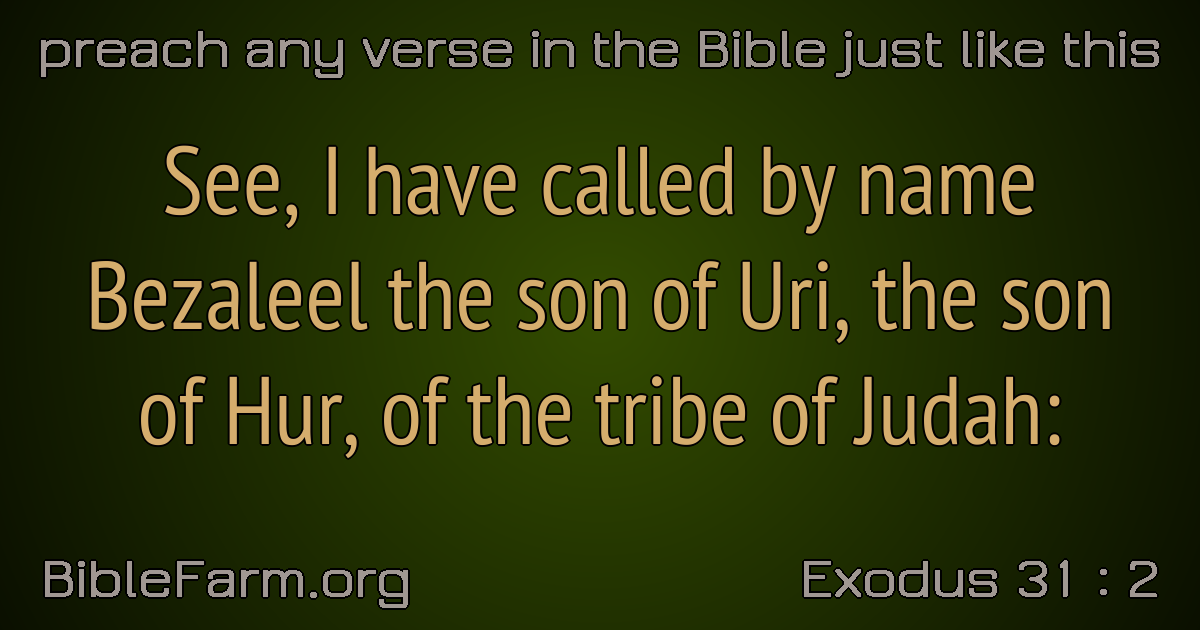 preach any verse in the Bible just like this
See, I have called by name
Bezaleel the son of Uri, the son
of Hur, of the tribe of Judah:
BibleFarm.org
Exodus 31 : 2